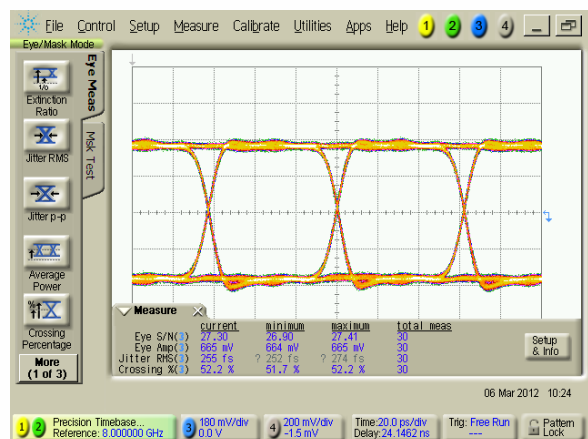 File Control Setup Measure Calibrate Utilities Apps Help 1 2 3 4
Eye/Mask Mode
Eye Meas
Msk Test
1/0
Extinction
Ratio
Jitter RMS
Jitter p-p
Average
Power
%
Crossing
Percentage
More
(1 of 3)
Measure
current minimum maximum total meas
Eye S/N(3) 27.30 26.90 27.41 30
Eye Amp(3) 665 mV 664 mV 665 mV 30
Jitter RMS(3) 255 fs ? 252 fs ? 274 fs 30
Crossing %(3) 52.2 % 51.7 % 52.2 % 30
Setup
& Info
06 Mar 2012 10:24
1 2 Precision Timebase...
Reference: 8.000000 GHz
3 180 mV/div
0.0 V
4 200 mV/div
-1.5 mV
Time:20.0 ps/div
Delay:24.1462 ns
Trig: Free Run
---
Pattern
Lock